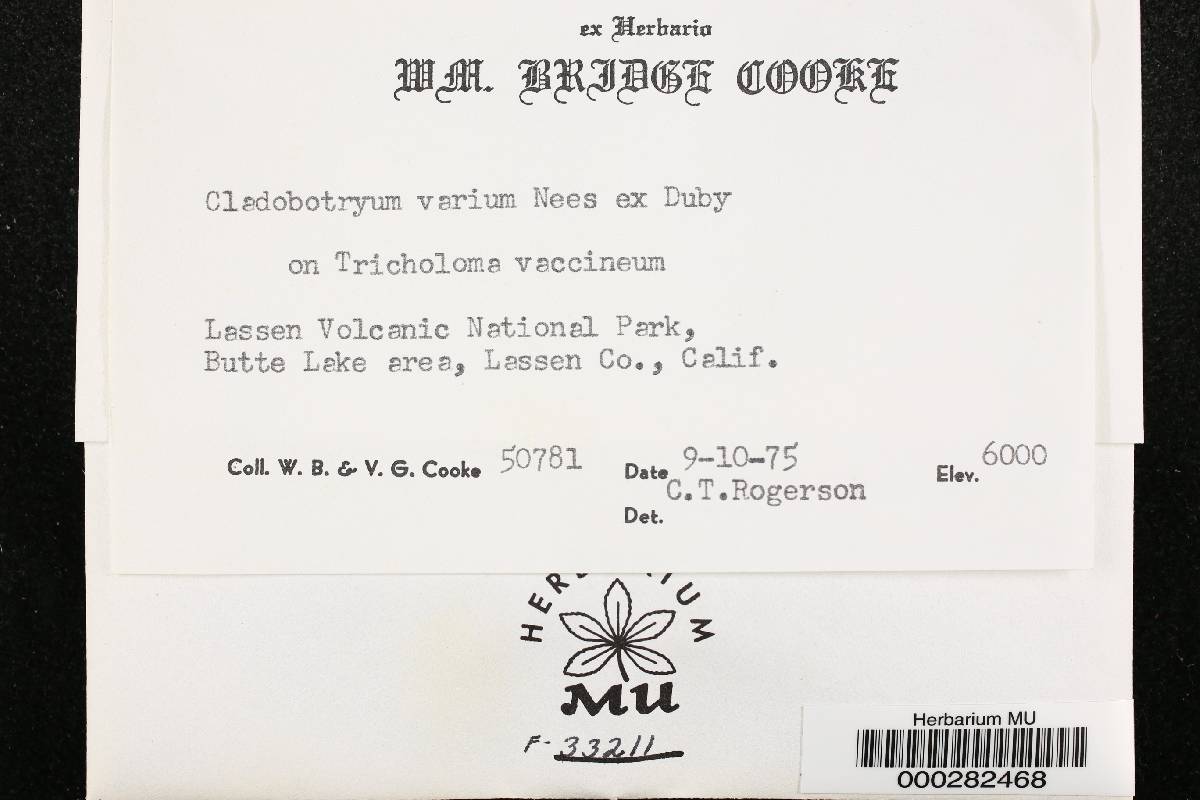 ex Herbario
WM. BRIDGE COOKE
Cladobotryum varium Nees ex Duby
on Tricholoma vaccineum
Lassen Volcanic National Park,
Butte Lake area, Lassen Co., Calif.
Coll. W. B. & V. G. Cooke 50781 Date 9-10-75 Elev. 6000
C.T.Rogerson
Det.
HERBARIUM
MU
F-33211
Herbarium MU
000282468